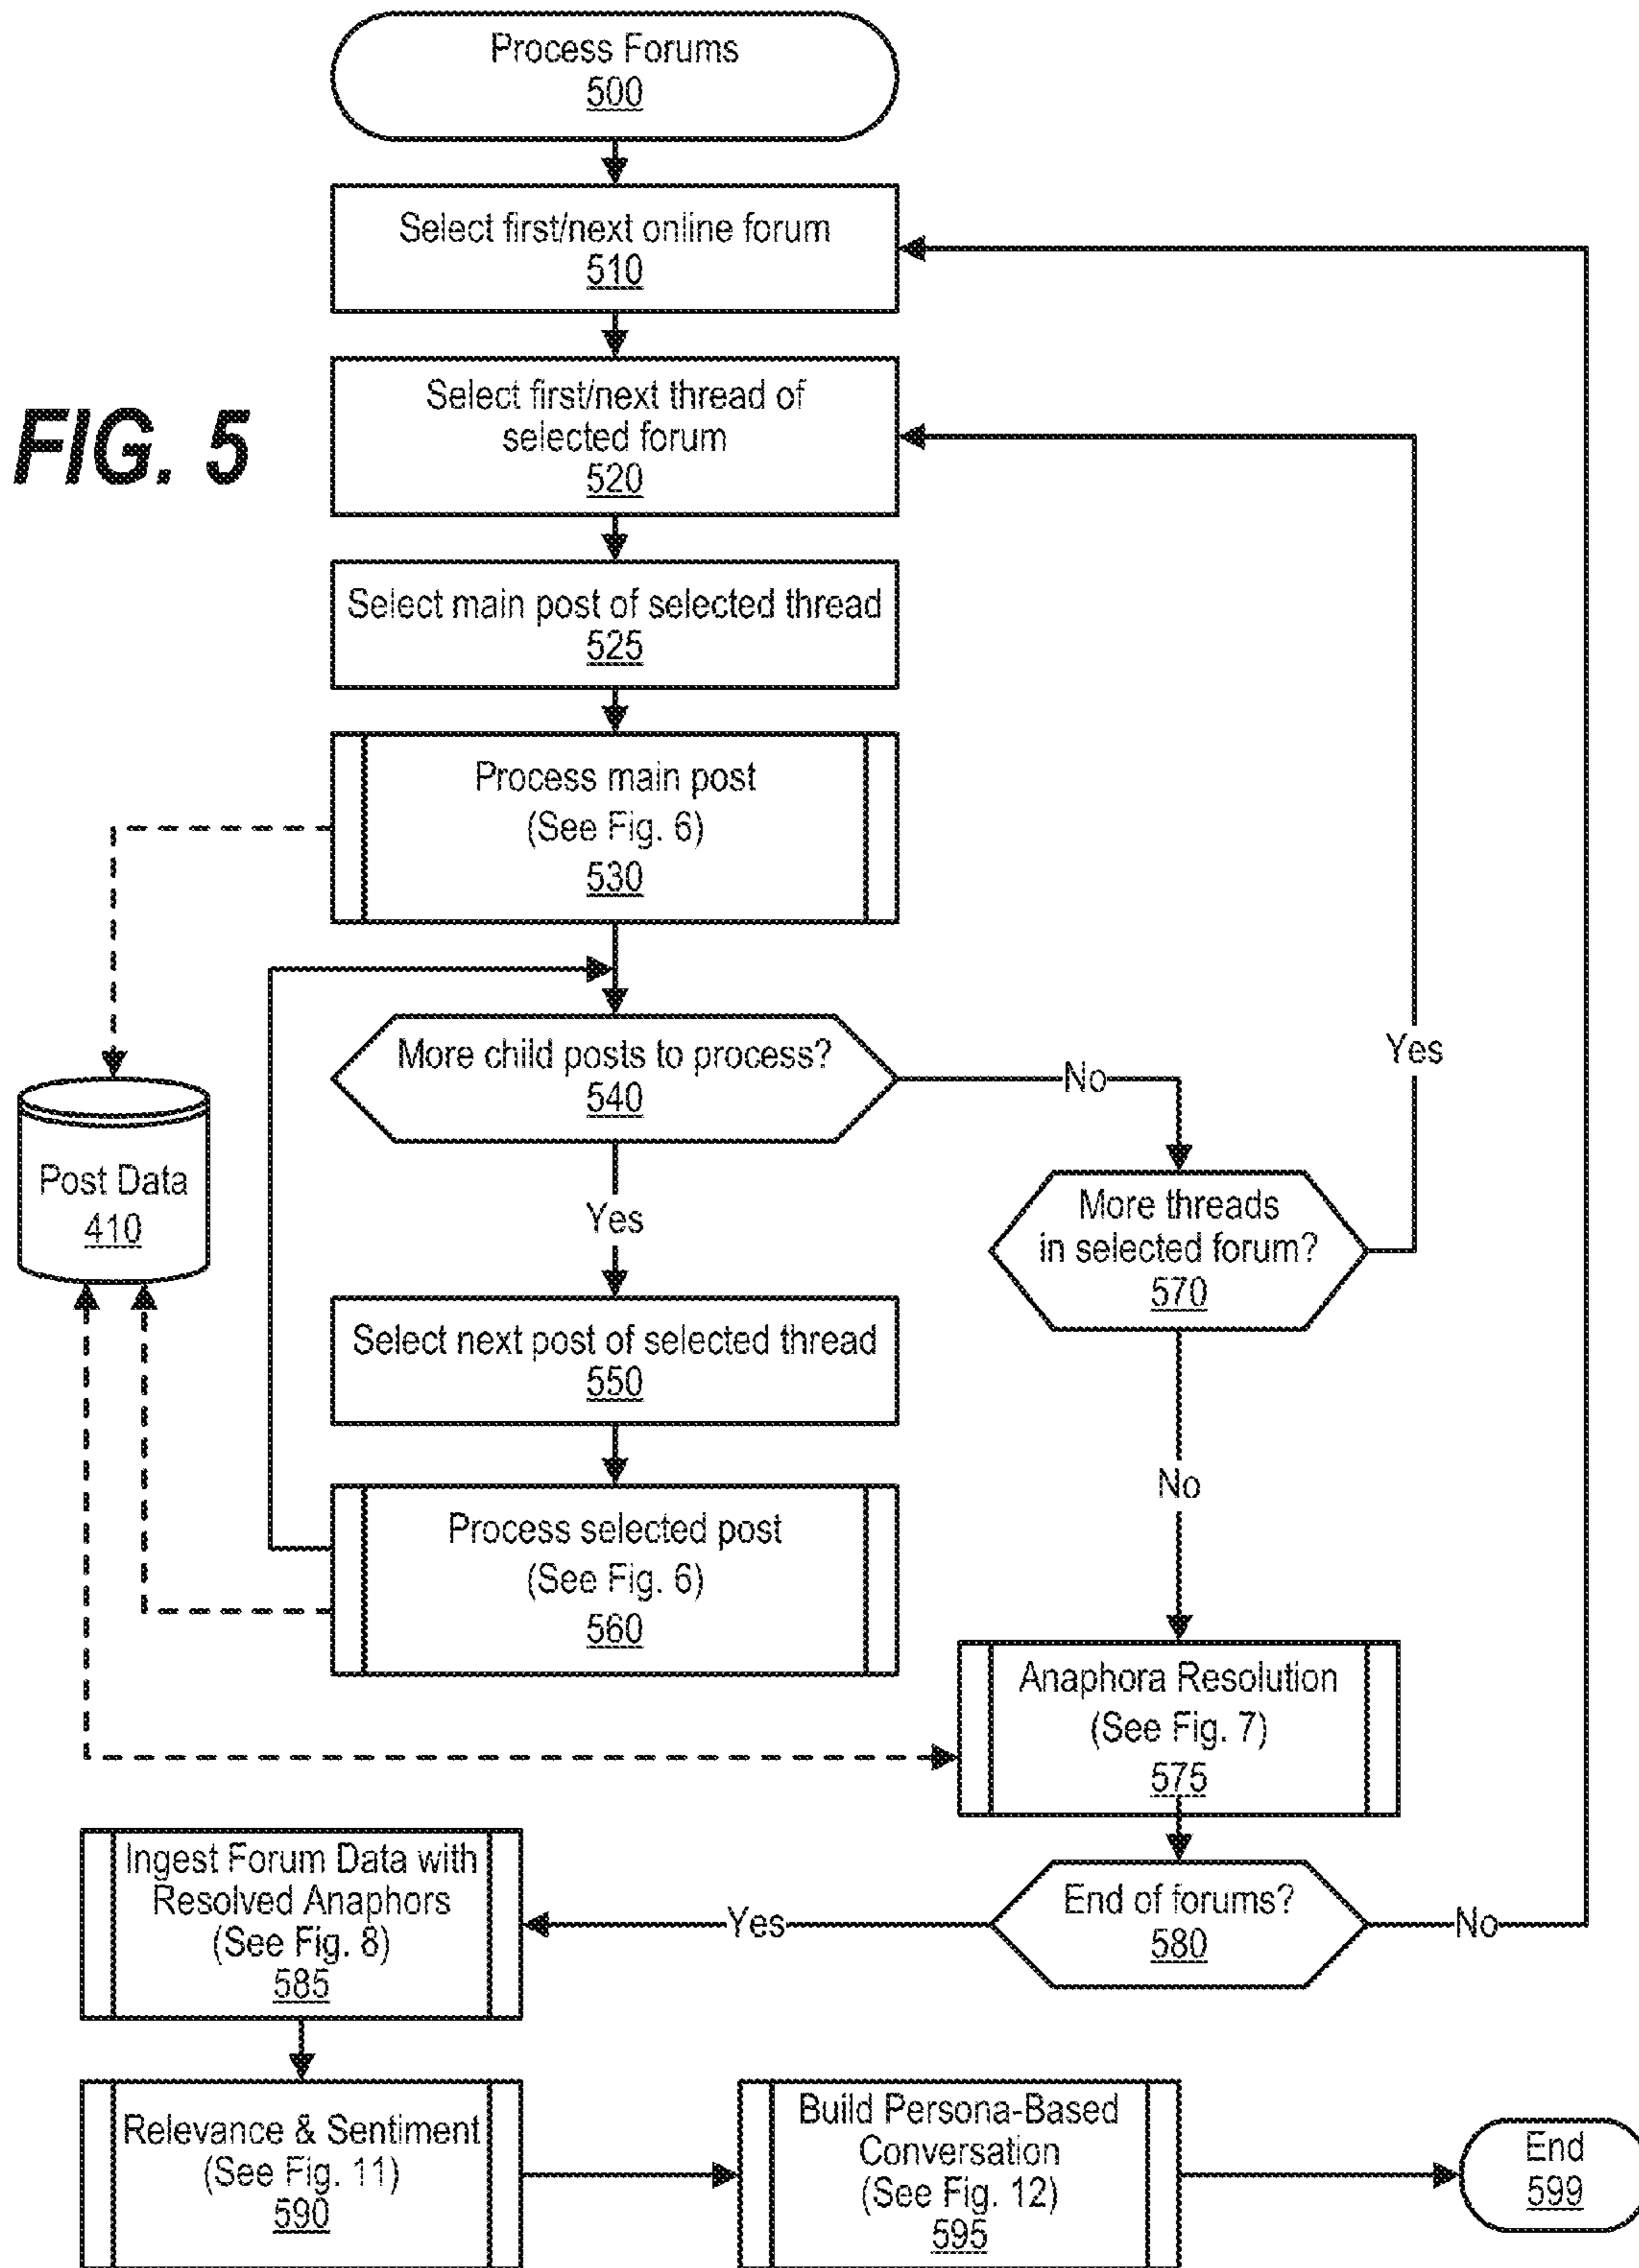 Process Forums
500
Select first/next online forum
510
FIG. 5
Select first/next thread of
selected forum
520
Select main post of selected thread
525
Process main post
(See Fig. 6)
530
More child posts to process?
540
No
Yes
Post Data
410
Yes
More threads
in selected forum?
570
Select next post of selected thread
550
No
Process selected post
(See Fig. 6)
560
Anaphora Resolution
(See Fig. 7)
575
Ingest Forum Data with
Resolved Anaphors
(See Fig. 8)
585
Yes
End of forums?
580
No
Relevance & Sentiment
(See Fig. 11)
590
Build Persona-Based
Conversation
(See Fig. 12)
595
End
599